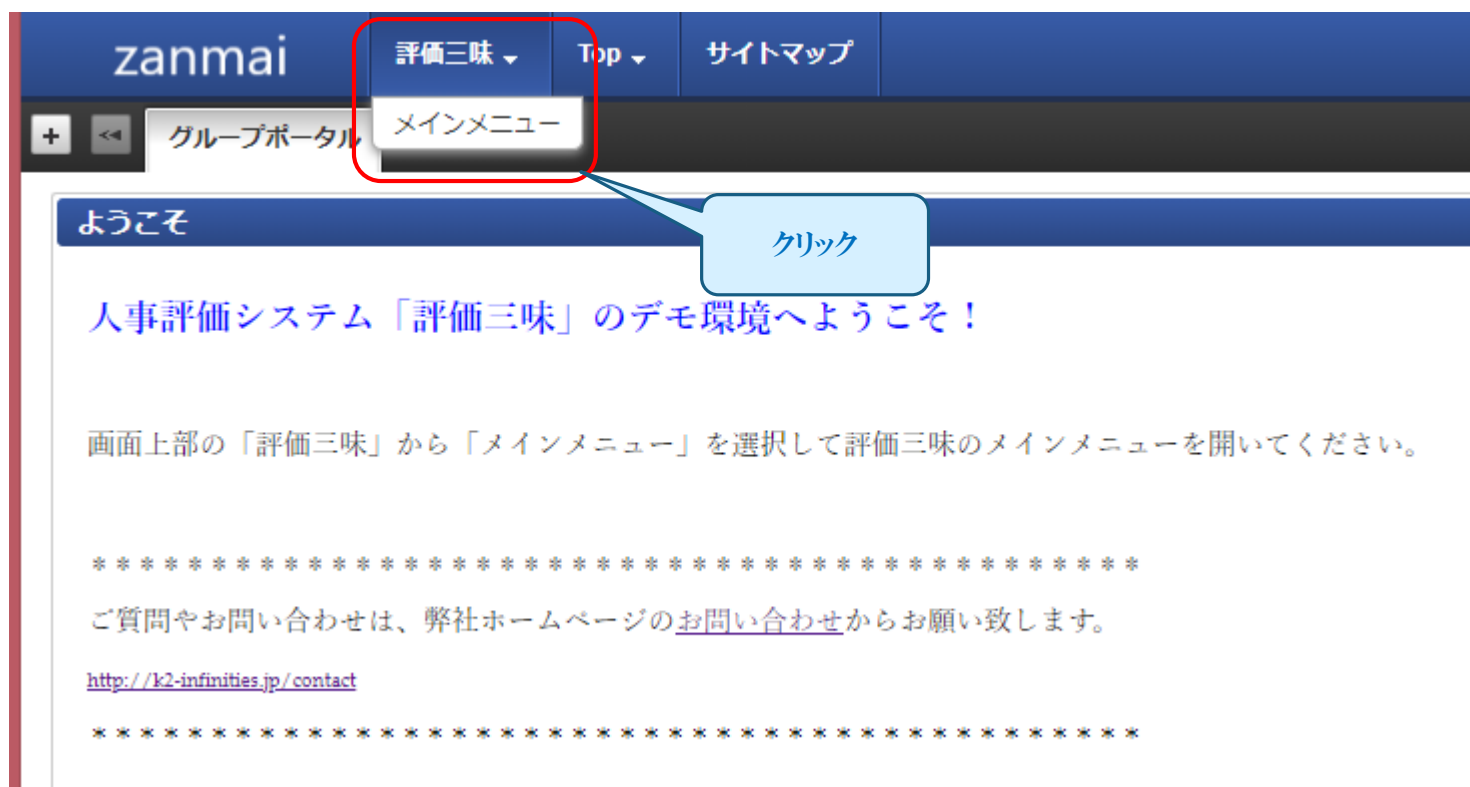 zanmai 評価三味 Top サイトマップ
メインメニュー
+ << グループポータル
ようこそ
クリック
人事評価システム「評価三味」のデモ環境へようこそ！
画面上部の「評価三味」から「メインメニュー」を選択して評価三味のメインメニューを開いてください。
********************************************
ご質問やお問い合わせは、弊社ホームページのお問い合わせからお願い致します。
http://k2-infinities.jp/contact
********************************************